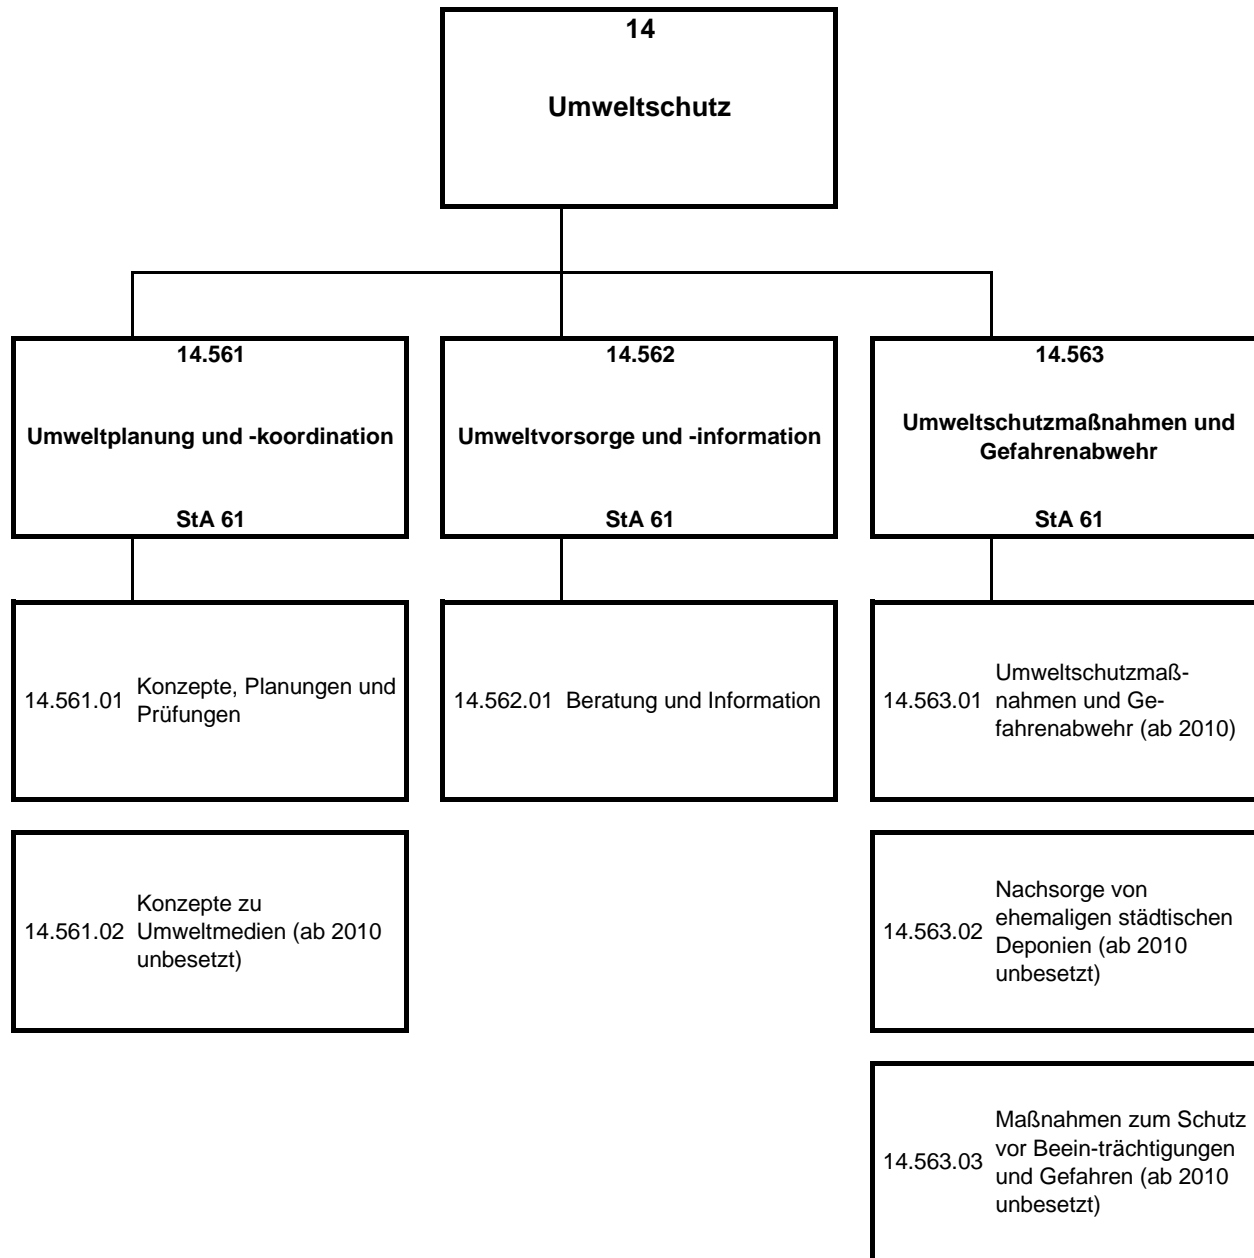 14
Umweltschutz
14.561
Umweltplanung und -koordination
StA 61
14.562
Umweltvorsorge und -information
StA 61
14.563
Umweltschutzmaßnahmen und
Gefahrenabwehr
StA 61
14.561.01 Konzepte, Planungen und
Prüfungen
14.562.01 Beratung und Information
14.563.01 Umweltschutzmaß-
nahmen und Ge-
fahrenabwehr (ab 2010)
14.561.02 Konzepte zu
Umweltmedien (ab 2010
unbesetzt)
14.563.02 Nachsorge von
ehemaligen städtischen
Deponien (ab 2010
unbesetzt)
14.563.03 Maßnahmen zum Schutz
vor Beein-trächtigungen
und Gefahren (ab 2010
unbesetzt)